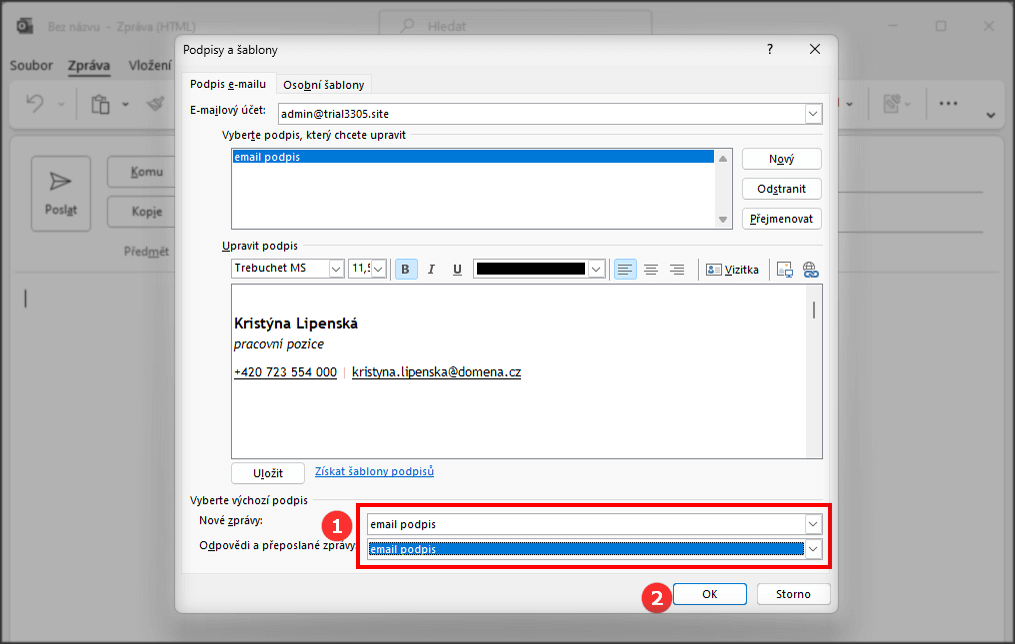 Bez názvu - Zpráva (HTML)
Hledat
Soubor Zpráva Vložení
Podpisy a šablony ?
Podpis e-mailu Osobní šablony
E-mailový účet: admin@trial3305.site
Vyberte podpis, který chcete upravit
email podpis
Nový
Odstranit
Přejmenovat
Poslat
Komu
Kopie
Předmět
Upravit podpis
Trebuchet MS 11,5 B I U Vizitka
Kristýna Lipenská
pracovní pozice
+420 723 554 000 | kristyna.lipenska@domena.cz
Uložit Získat šablony podpisů
Vyberte výchozí podpis
Nové zprávy: 1 email podpis
Odpovědi a přeposlané zprávy: email podpis
2 OK Storno